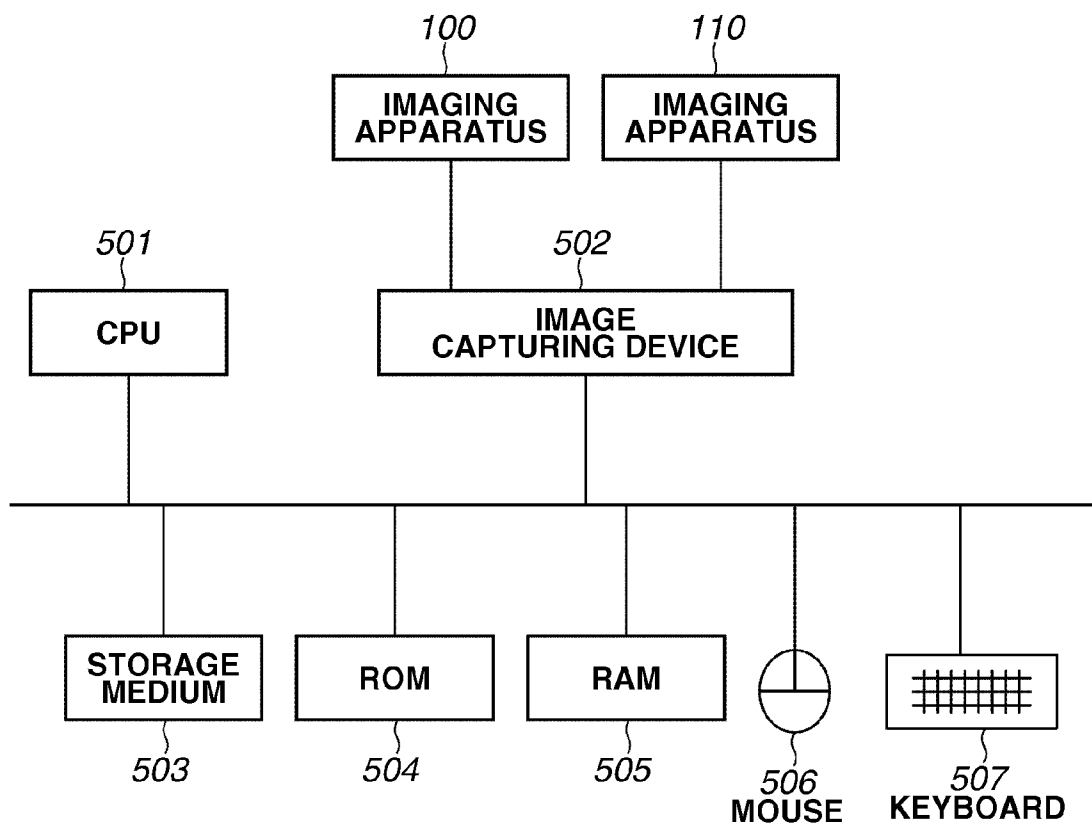 100
110
IMAGING
APPARATUS
IMAGING
APPARATUS
501
502
CPU
IMAGE
CAPTURING DEVICE
STORAGE
MEDIUM
ROM
RAM
503
504
505
506
507
MOUSE
KEYBOARD